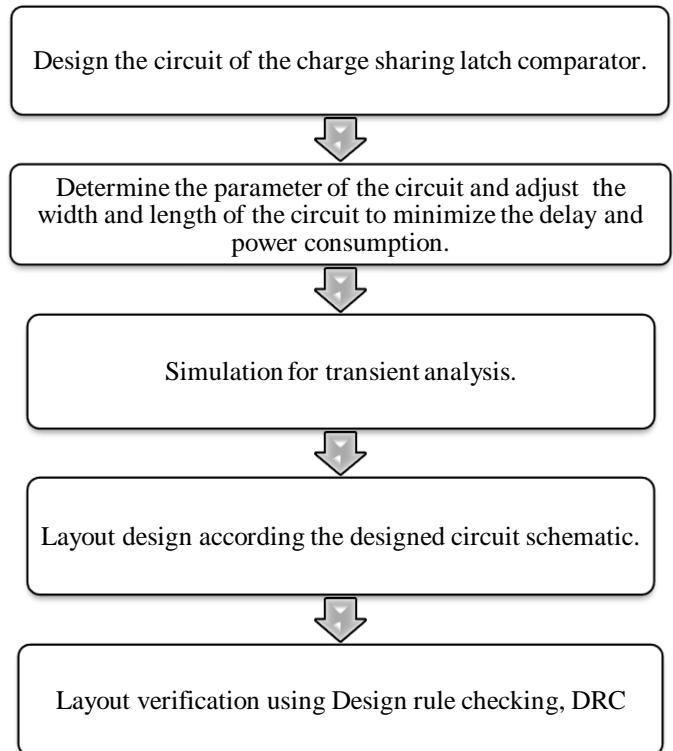 Design the circuit of the charge sharing latch comparator.
Determine the parameter of the circuit and adjust the
width and length of the circuit to minimize the delay and
power consumption.
Simulation for transient analysis.
Layout design according the designed circuit schematic.
Layout verification using Design rule checking, DRC